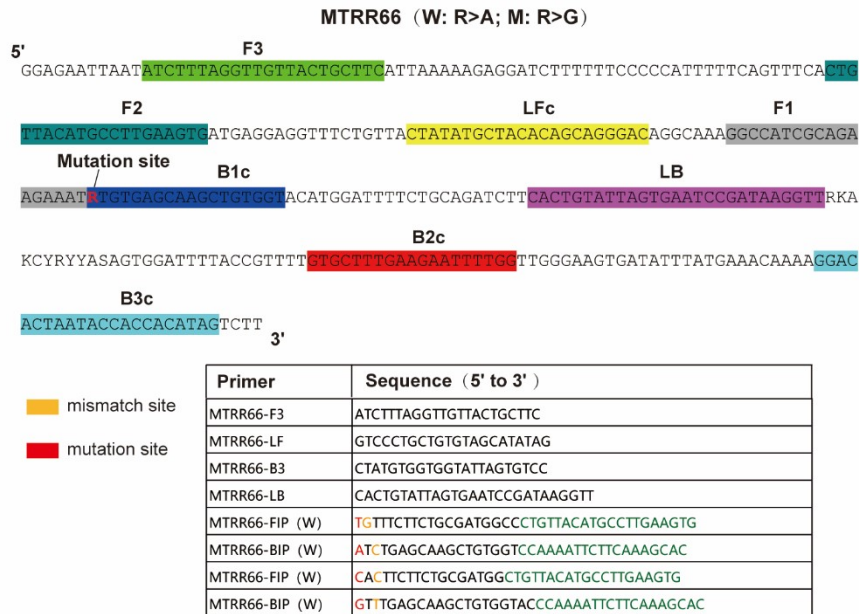 MTRR66 (W: R>A; M: R>G)
5'
F3
GGAGAATTAATATCTTTAGGTTGTTACTGCTTCATTAAAAAGAGGATCTTTTTTCCCCCATTTTTCAGTTTCACTG
F2 LFc F1
TTACATGCCTTGAAGTGATGAGGAGGTTTCTGTTACTATATGCTACACAGCAGGGACAGGCAAAGGCCATCGCAGA
Mutation site B1c LB
AGAAATRTGTGAGCAAGCTGTGGTACATGGATTTTCTGCAGATCTTCACTGTATTAGTGAATCCGATAAGGTTRKA
B2c
KCYRYYASAGTGGATTTTACCGTTTTGTGCTTTGAAGAATTTTGGTTGGGAAGTGATATTTATGAAACAAAAGGAC
B3c
ACTAATACCACCACATAGTCTT
3'
mismatch site
mutation site
Primer Sequence (5' to 3')
MTRR66-F3 ATCTTTAGGTTGTTACTGCTTC
MTRR66-LF GTCCCTGCTGTGTAGCATATAG
MTRR66-B3 CTATGTGGTGGTATTAGTGTCC
MTRR66-LB CACTGTATTAGTGAATCCGATAAGGTT
MTRR66-FIP (W) TGTTTCTTCTGCGATGGCCCTGTTACATGCCTTGAAGTG
MTRR66-BIP (W) ATCTGAGCAAGCTGTGGTCCAAAATTCTTCAAAGCAC
MTRR66-FIP (W) CACTTCTTCTGCGATGGCTGTTACATGCCTTGAAGTG
MTRR66-BIP (W) GTTTGAGCAAGCTGTGGTACCCAAAATTCTTCAAAGCAC